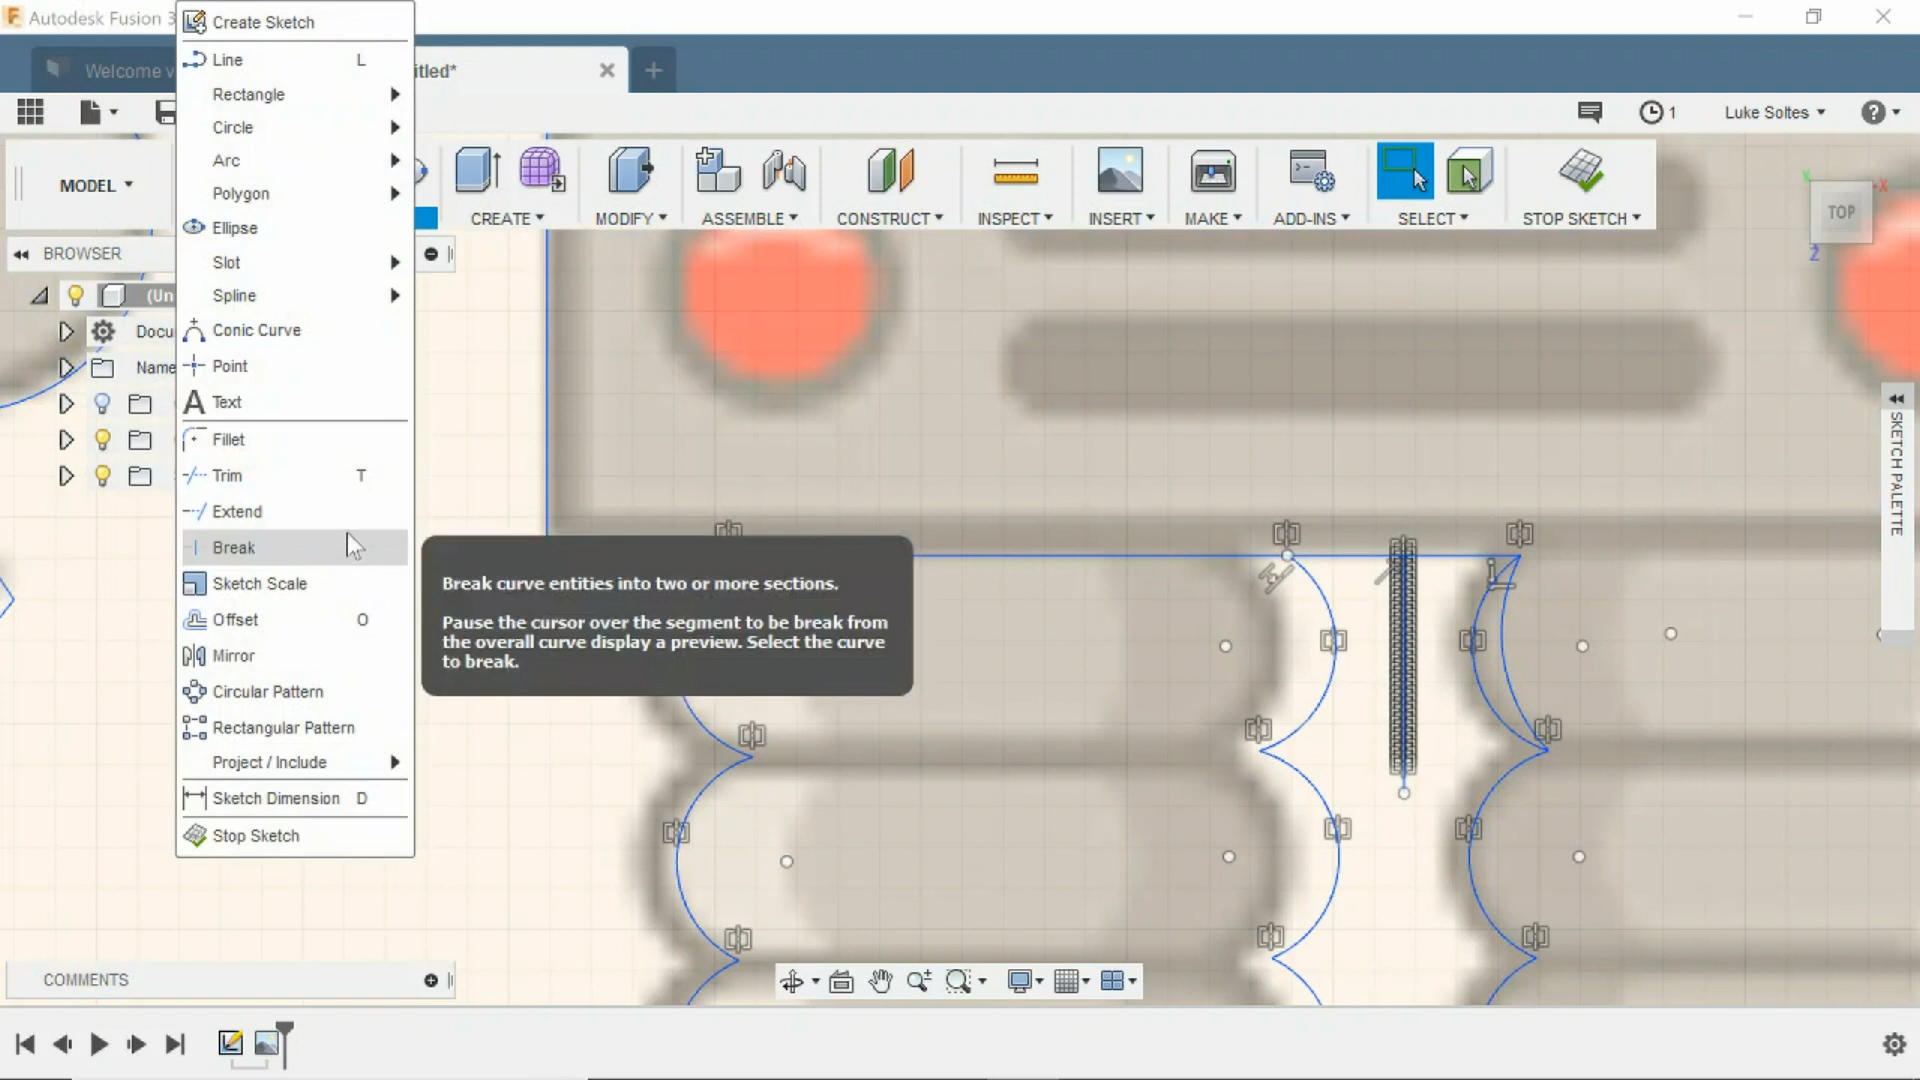 Autodesk Fusion 3
Welcome v
itled*
1
Luke Soltes
?
MODEL
CREATE
MODIFY
ASSEMBLE
CONSTRUCT
INSPECT
INSERT
MAKE
ADD-INS
SELECT
STOP SKETCH
BROWSER
(Un
Docu
Name
Create Sketch
Line L
Rectangle
Circle
Arc
Polygon
Ellipse
Slot
Spline
Conic Curve
Point
Text
Fillet
Trim T
Extend
Break
Sketch Scale
Offset O
Mirror
Circular Pattern
Rectangular Pattern
Project / Include
Sketch Dimension D
Stop Sketch
Break curve entities into two or more sections.
Pause the cursor over the segment to be break from
the overall curve display a preview. Select the curve
to break.
TOP
X
Y
Z
SKETCH PALETTE
COMMENTS